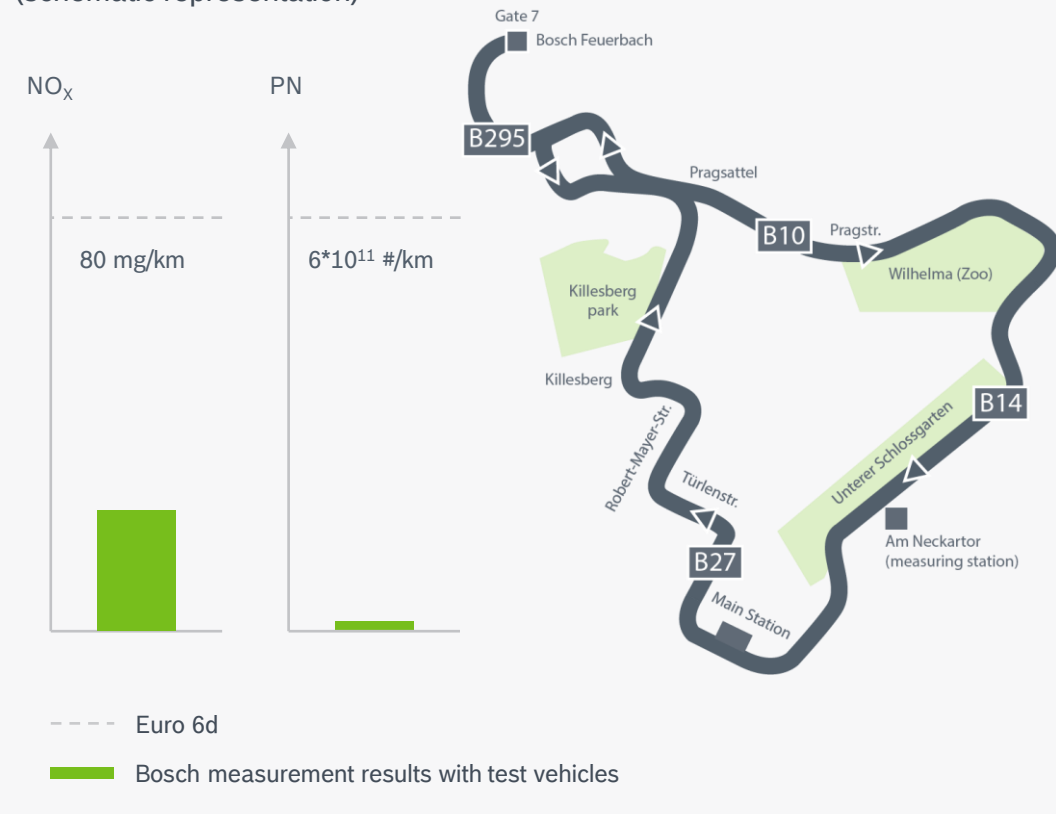 (schematic representation)
NOX
PN
80 mg/km
6*10¹¹ #/km
Euro 6d
Bosch measurement results with test vehicles
Gate 7
Bosch Feuerbach
B295
Pragsattel
B10
Pragstr.
Wilhelma (Zoo)
Killesberg
park
Killesberg
B14
Unterer Schlossgarten
Robert-Mayer-Str.
Türlenstr.
Am Neckartor
(measuring station)
B27
Main Station